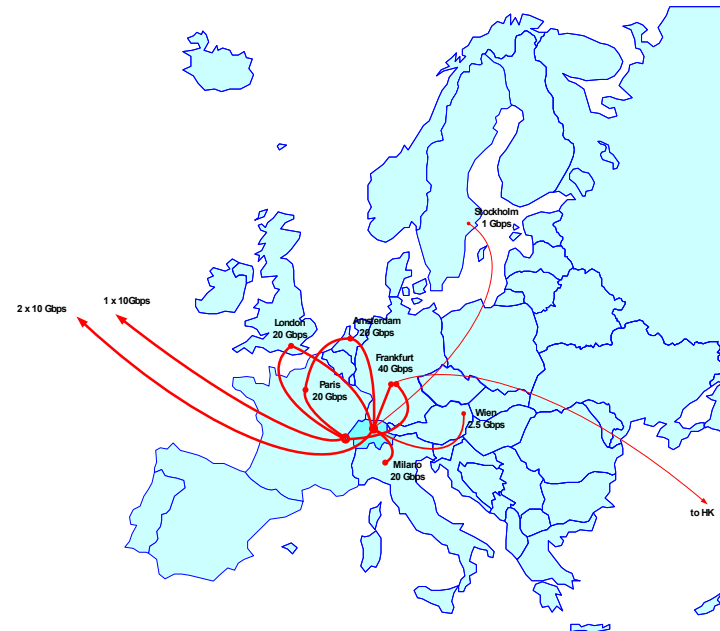 Stockholm
1 Gbps
1 x 10Gbps
2 x 10 Gbps
London
20 Gbps
Amsterdam
20 Gbps
Frankfurt
40 Gbps
Paris
20 Gbps
Wien
2.5 Gbps
Milano
20 Gbps
to HK